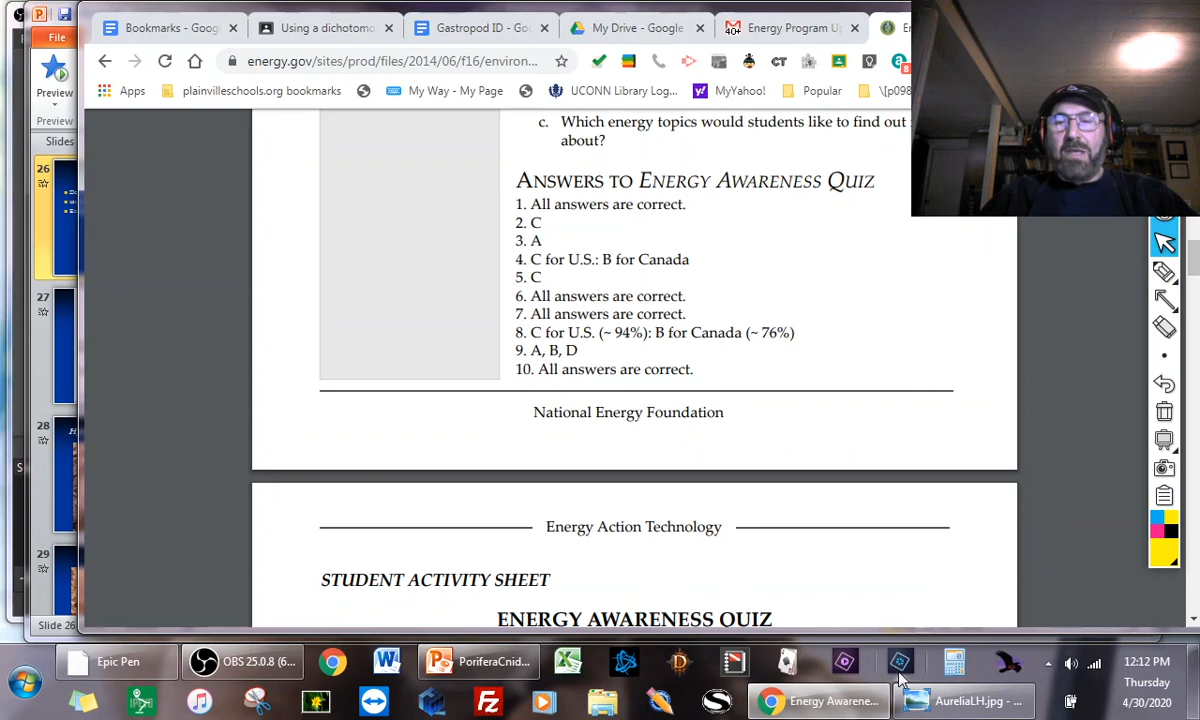 Bookmarks - Goog
Using a dichotomo
Gastropod ID - Go
My Drive - Google
Energy Program U
En
energy.gov/sites/prod/files/2014/06/f16/environ...
Apps
plainvilleschools.org bookmarks
My Way - My Page
UCONN Library Log...
MyYahoo!
Popular
\[p098
40+
8
CT
File
Preview
Preview
Slides
26
27
28
29
Slide 26
c. Which energy topics would students like to find out
about?
ANSWERS TO ENERGY AWARENESS QUIZ
1. All answers are correct.
2. C
3. A
4. C for U.S.: B for Canada
5. C
6. All answers are correct.
7. All answers are correct.
8. C for U.S. (~ 94%): B for Canada (~ 76%)
9. A, B, D
10. All answers are correct.
National Energy Foundation
Energy Action Technology
STUDENT ACTIVITY SHEET
ENERGY AWARENESS QUIZ
Epic Pen
OBS 25.0.8 (6...
PoriferaCnid...
12:12 PM
Thursday
4/30/2020
Energy Awarene...
AureliaLH.jpg - ...